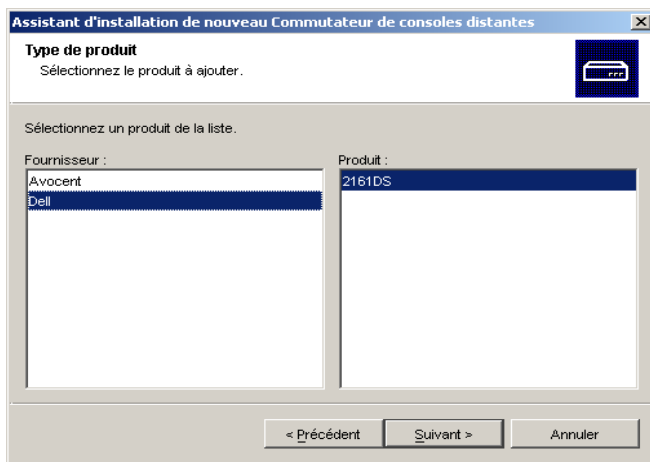 Assistant d'installation de nouveau Commutateur de consoles distantes
Type de produit
Sélectionnez le produit à ajouter.
Sélectionnez un produit de la liste.
Fournisseur :
Produit :
Avocent
2161DS
Dell
< Précédent
Suivant >
Annuler